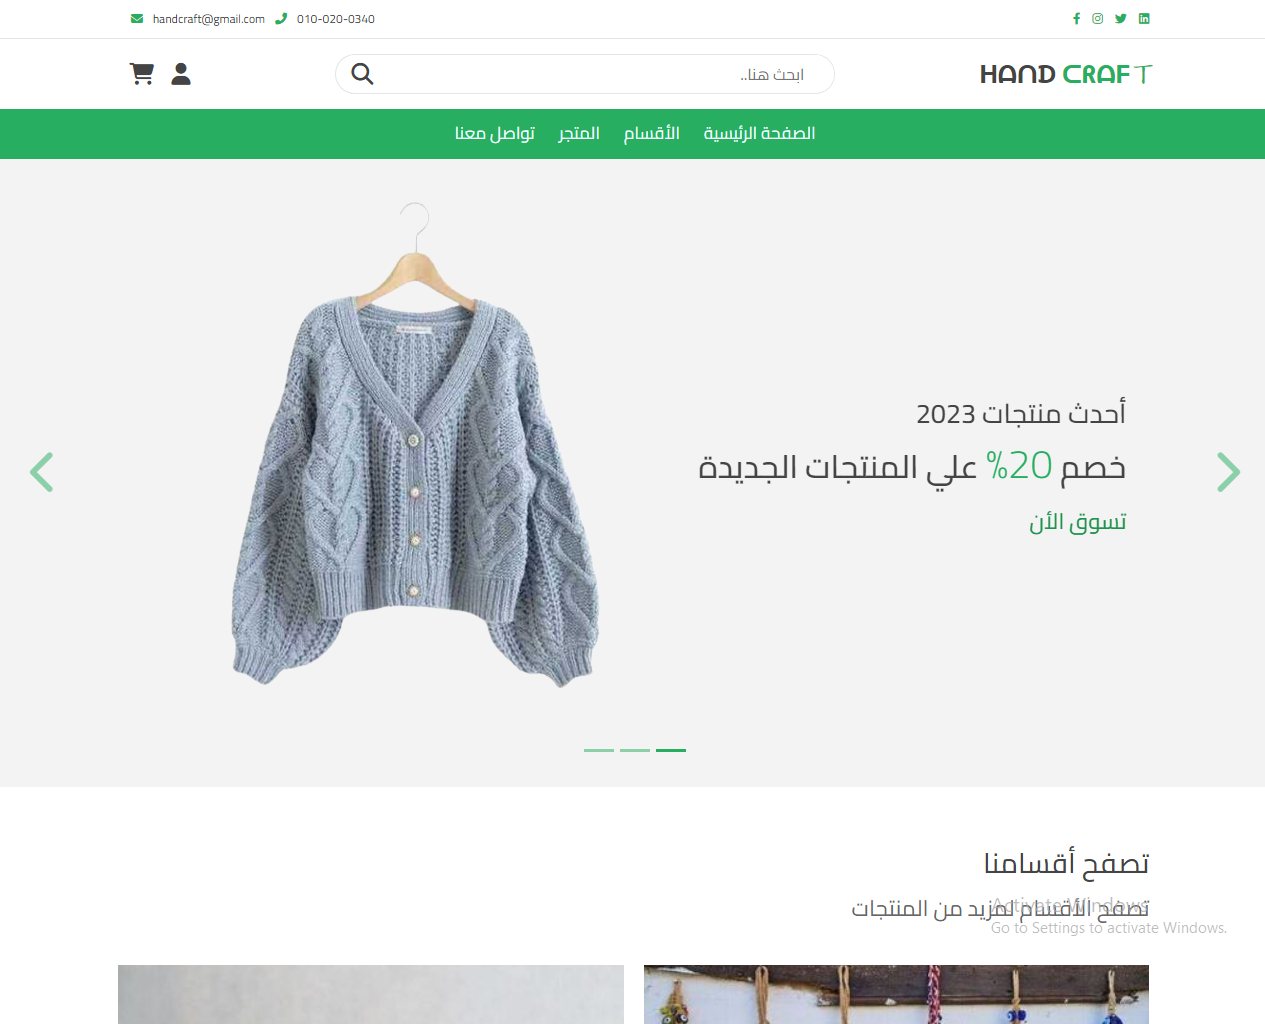 handcraft@gmail.com 010-020-0340
HAND CRAFT
ابحث هنا..
الصفحة الرئيسية الأقسام المتجر تواصل معنا
أحدث منتجات 2023
خصم 20% علي المنتجات الجديدة
تسوق الأن
تصفح أقسامنا
تصفح الأقسام لمزيد من المنتجات
Activate Windows
Go to Settings to activate Windows.